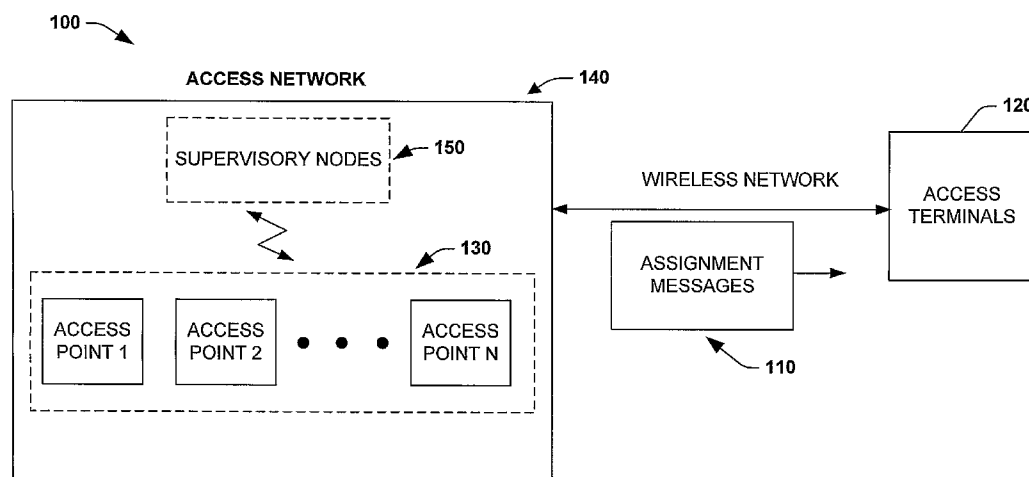 100
ACCESS NETWORK
140
SUPERVISORY NODES
150
130
ACCESS
POINT 1
ACCESS
POINT 2
ACCESS
POINT N
WIRELESS NETWORK
ASSIGNMENT
MESSAGES
110
120
ACCESS
TERMINALS